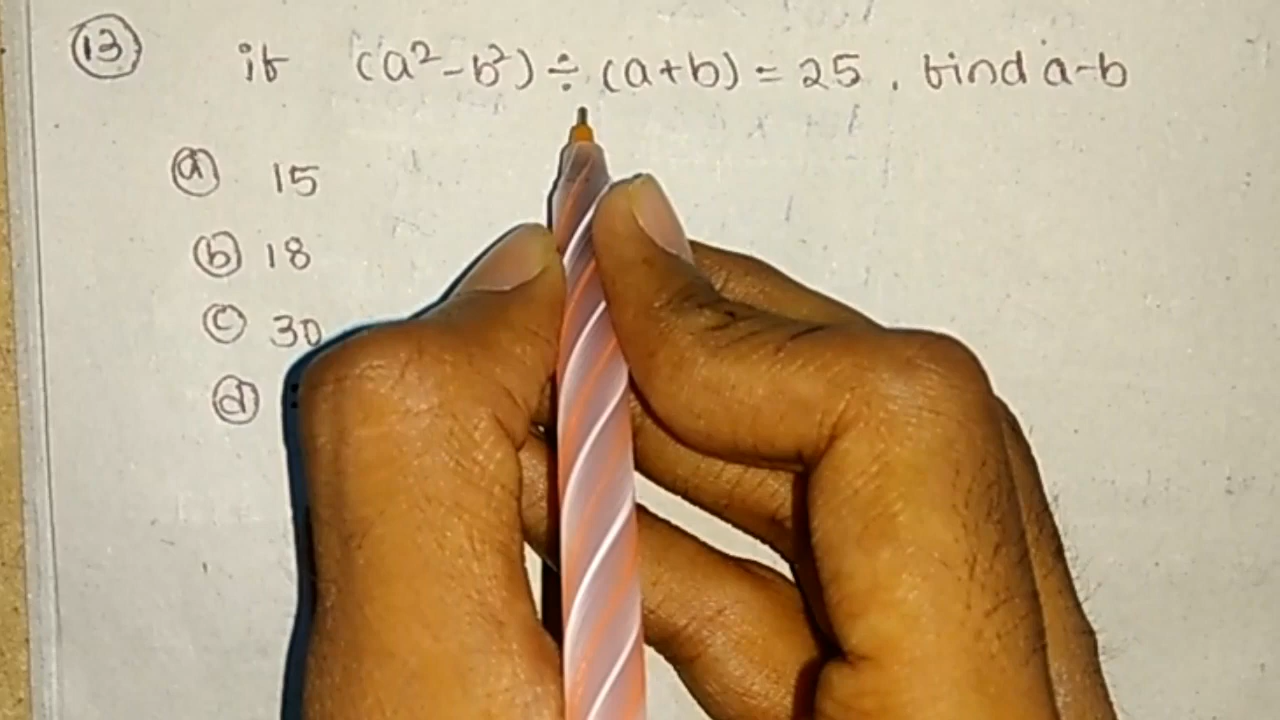 (13) if (a²-b²) ÷ (a+b) = 25 . find a-b
(a) 15
(b) 18
(c) 30
(d)